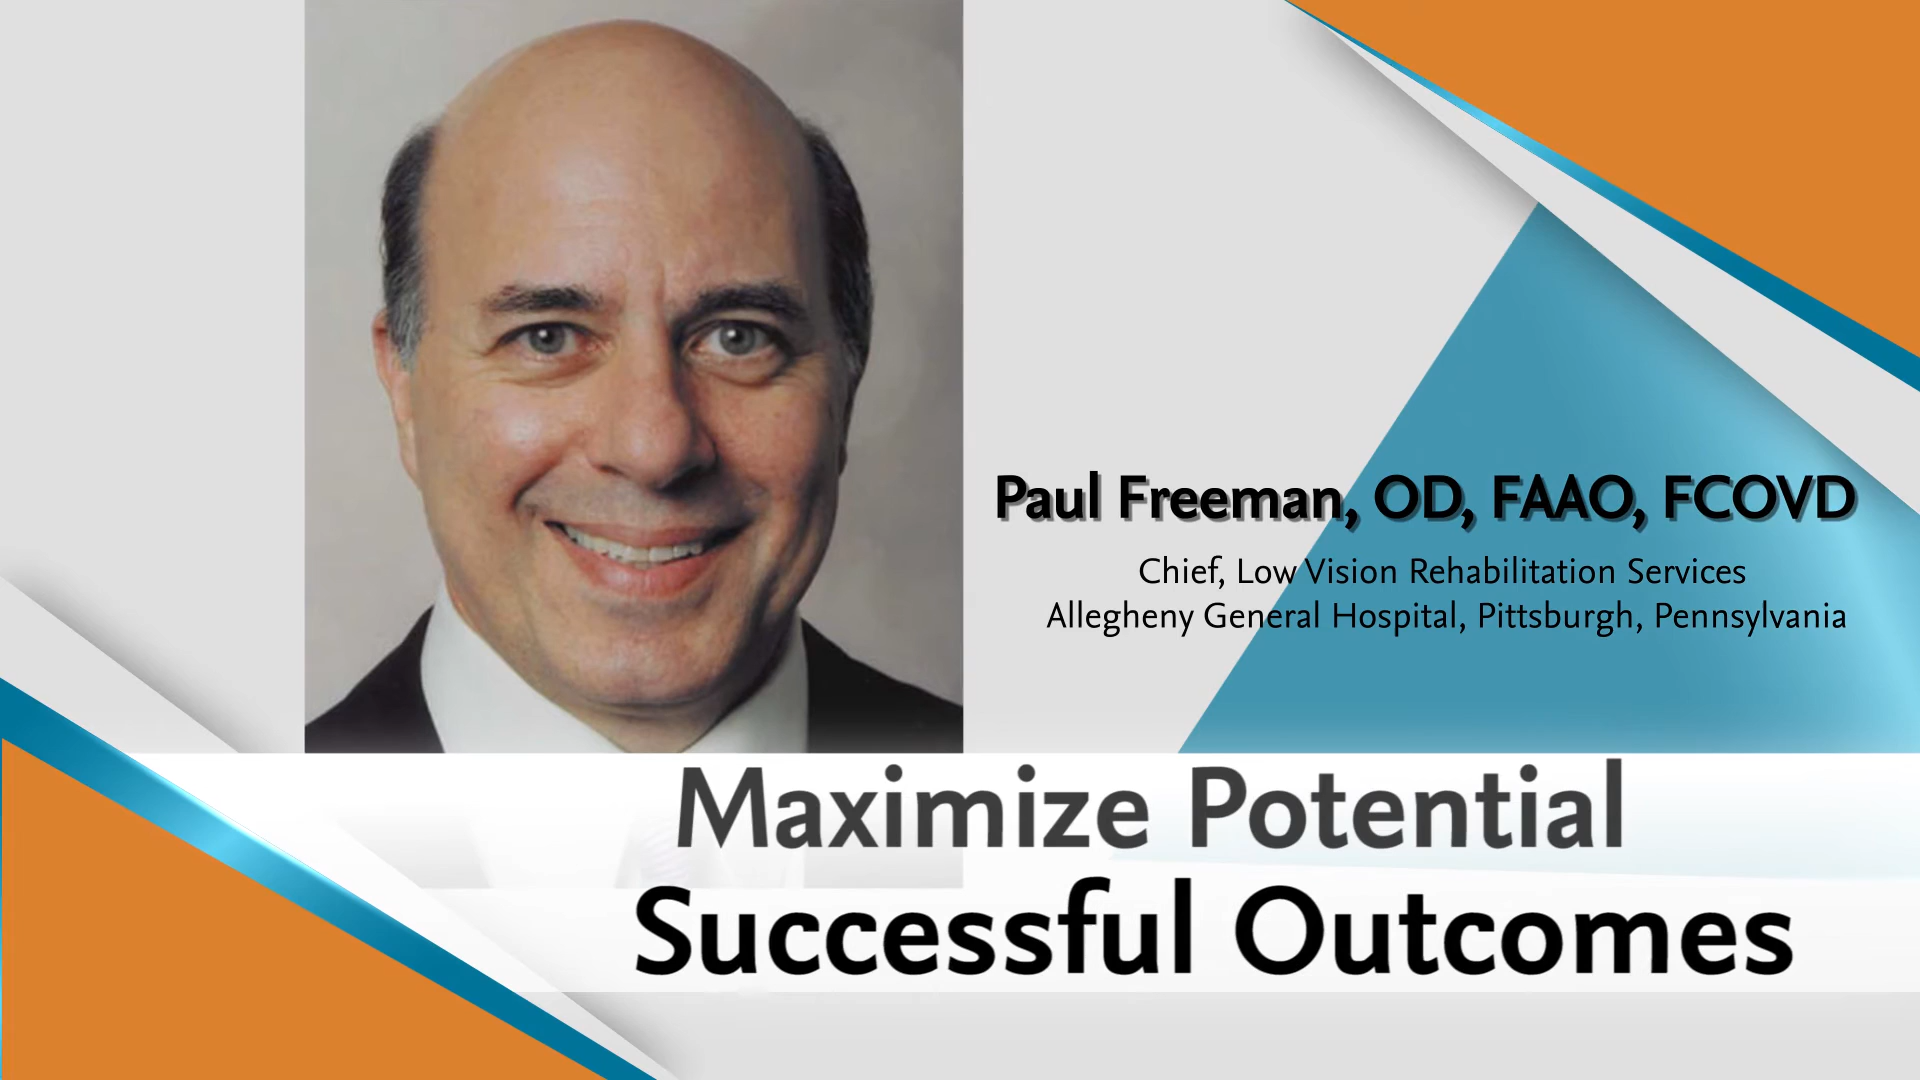 Paul Freeman, OD, FAAO, FCOVD
Chief, Low Vision Rehabilitation Services
Allegheny General Hospital, Pittsburgh, Pennsylvania
Maximize Potential
Successful Outcomes